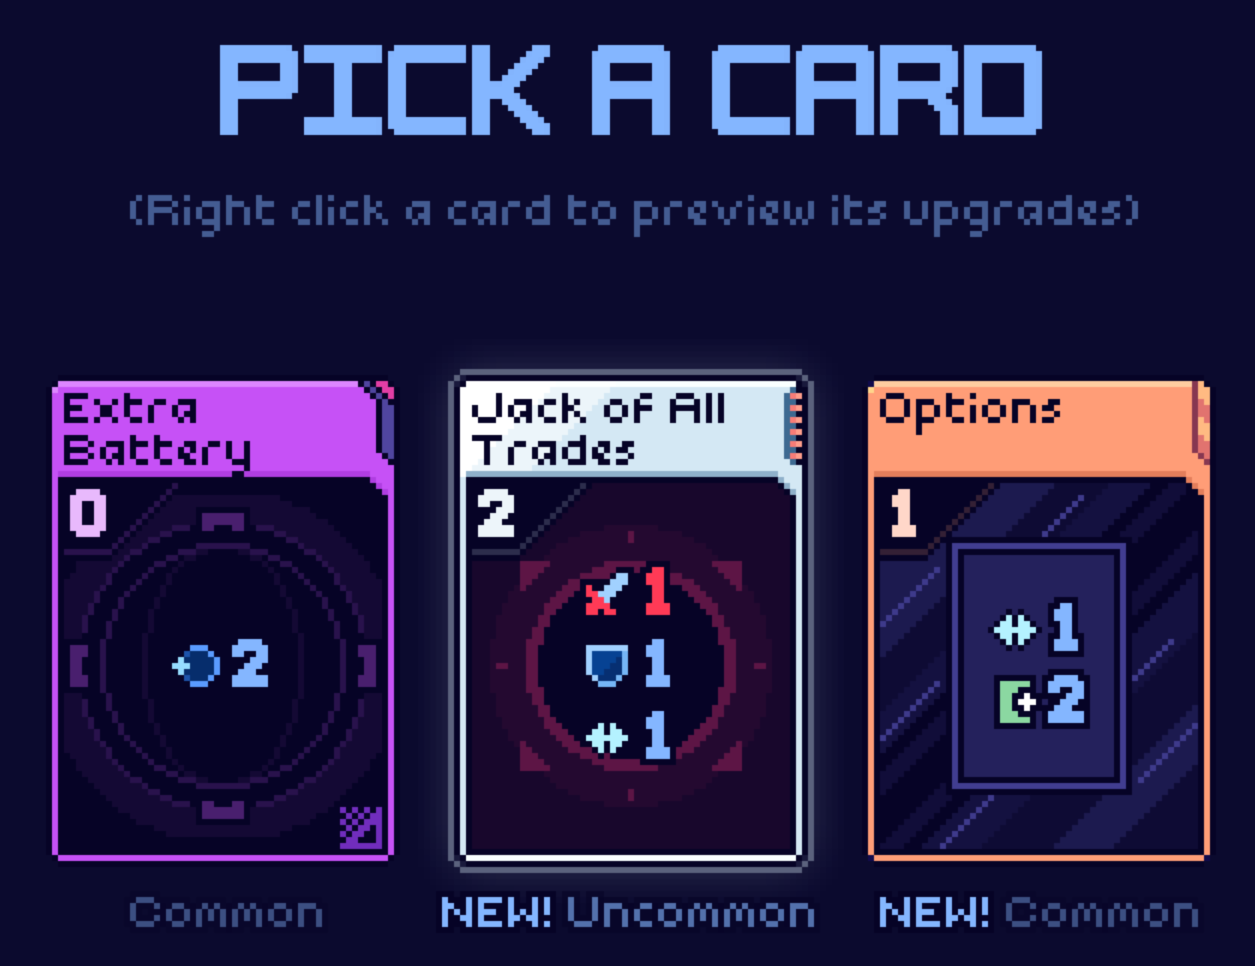 PICK A CARD
(Right click a card to preview its upgrades)
Extra
Battery
0
2
Common
Jack of All
Trades
2
1
1
1
NEW! Uncommon
Options
1
1
2
NEW! Common